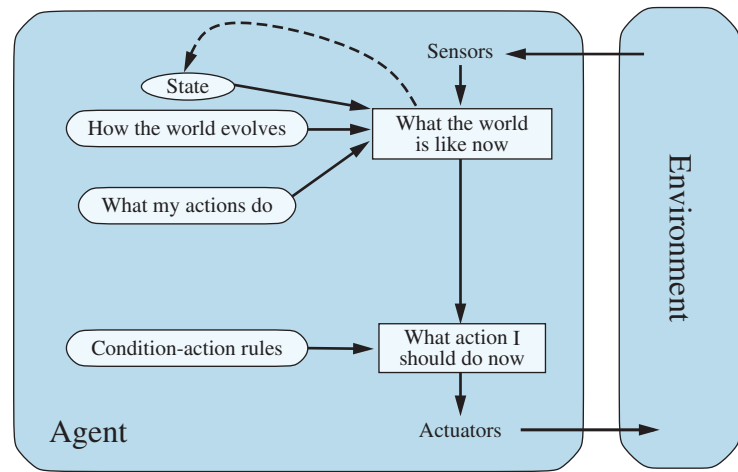 Sensors
State
How the world evolves
What the world
is like now
What my actions do
Condition-action rules
What action I
should do now
Agent
Actuators
Environment